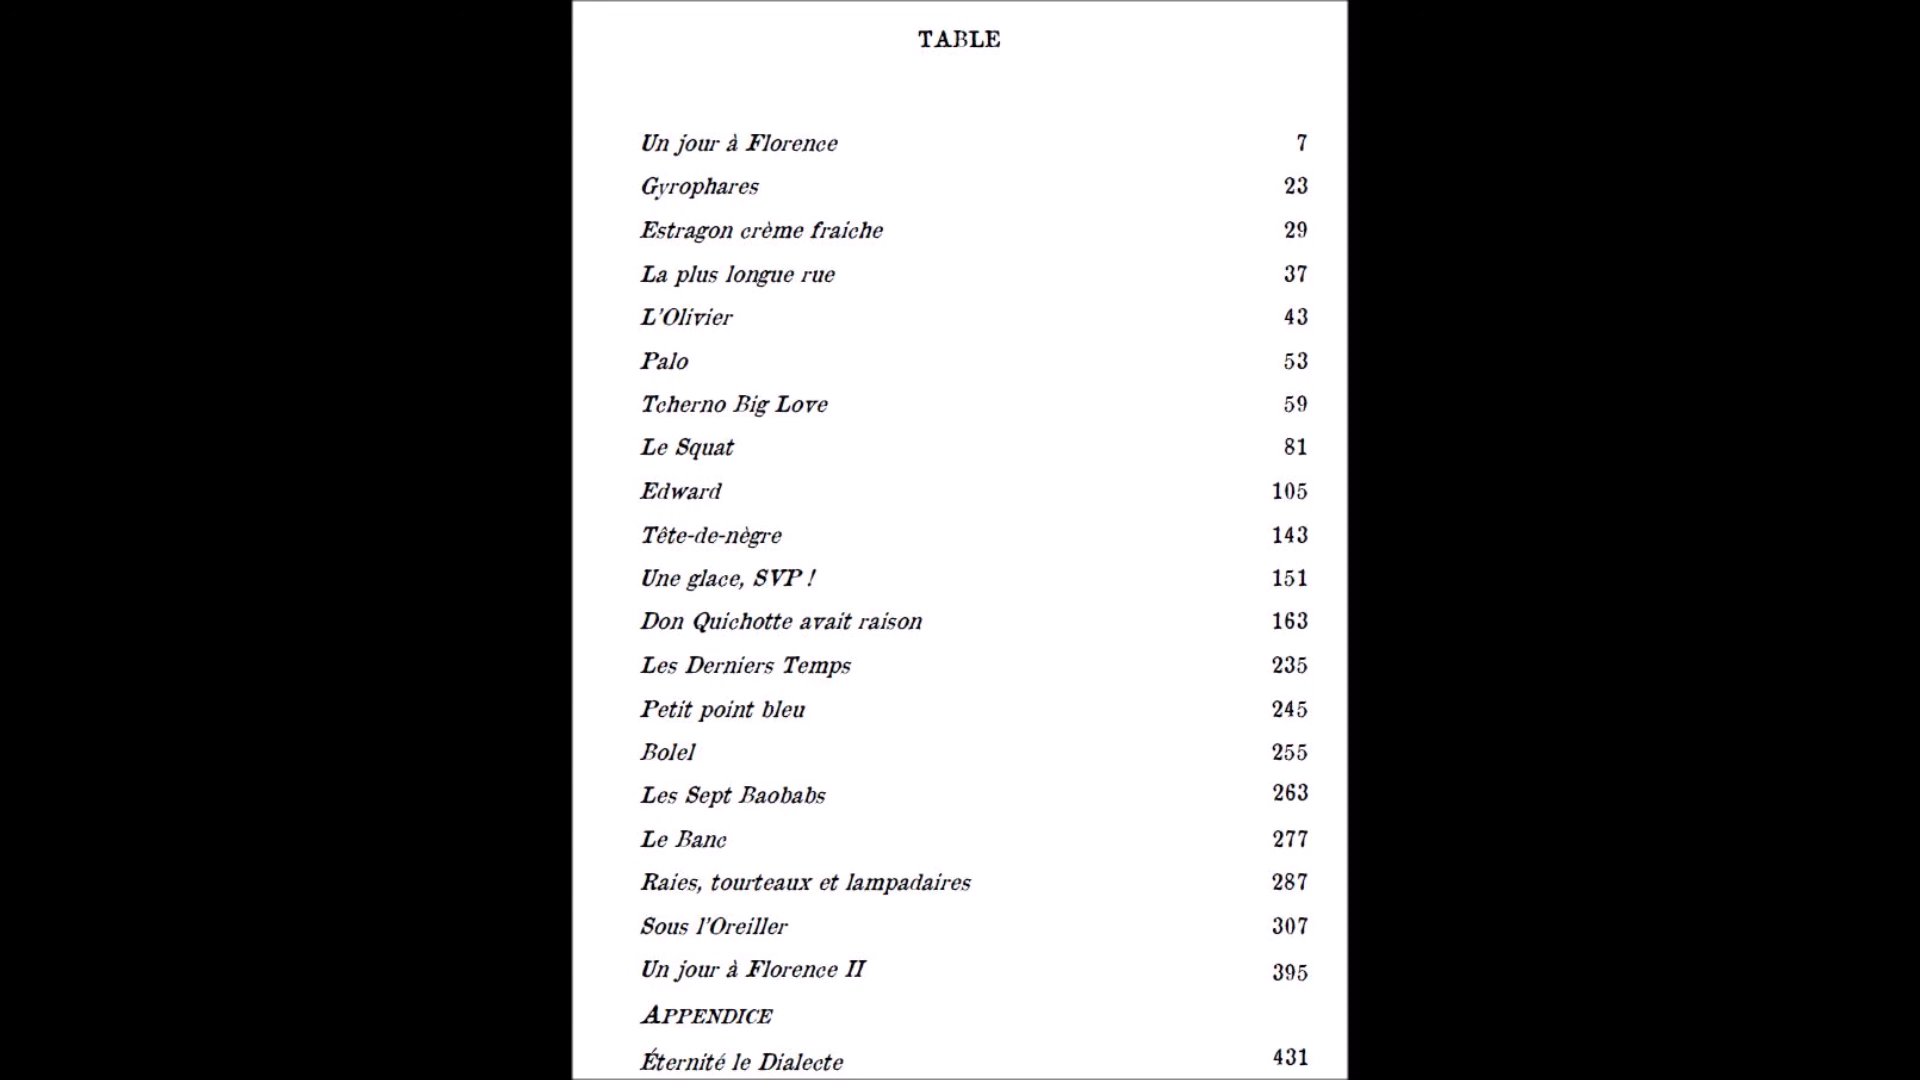 TABLE
Un jour à Florence 7
Gyrophares 23
Estragon crème fraiche 29
La plus longue rue 37
L'Olivier 43
Palo 53
Tcherno Big Love 59
Le Squat 81
Edward 105
Tête-de-nègre 143
Une glace, SVP ! 151
Don Quichotte avait raison 163
Les Derniers Temps 235
Petit point bleu 245
Bolel 255
Les Sept Baobabs 263
Le Banc 277
Raies, tourteaux et lampadaires 287
Sous l'Oreiller 307
Un jour à Florence II 395
APPENDICE
Éternité le Dialecte 431